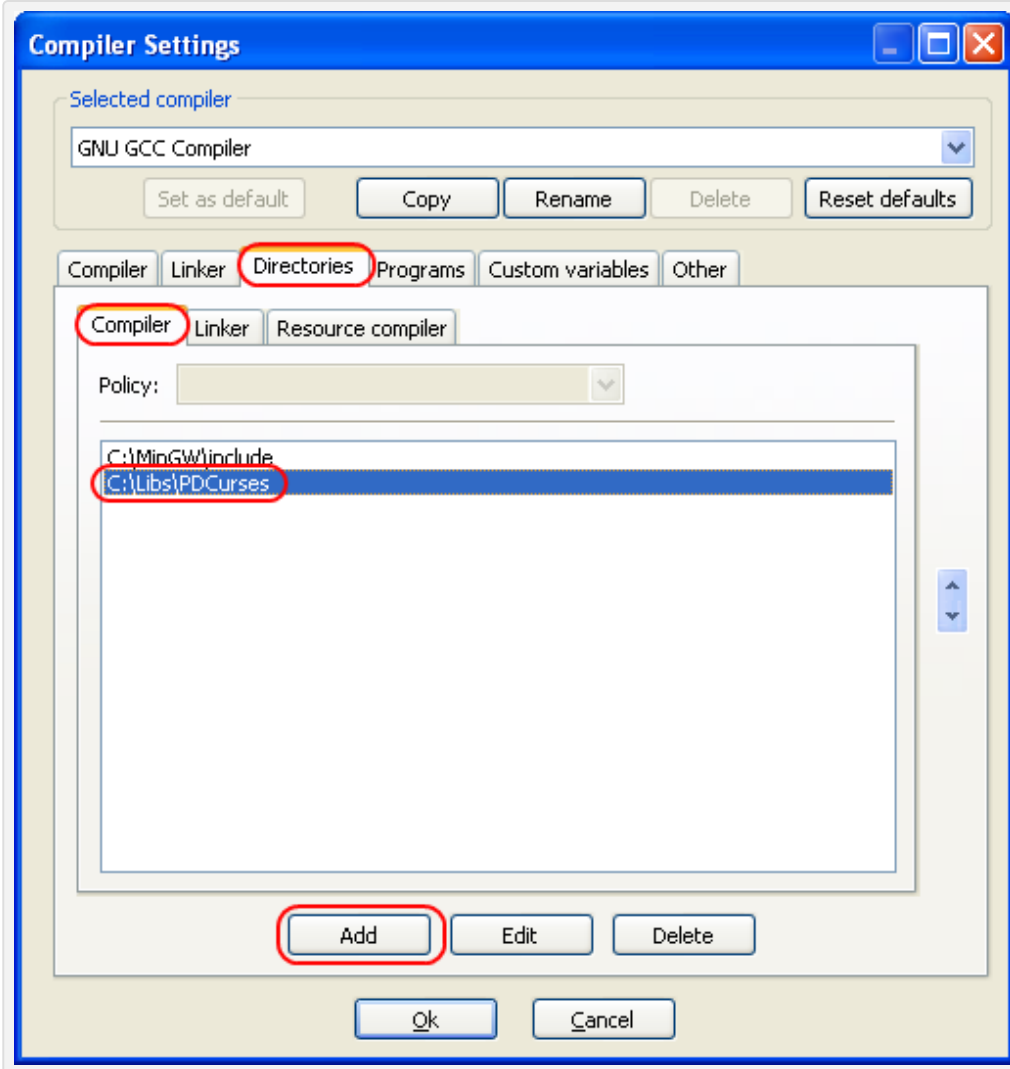 Compiler Settings
Selected compiler
GNU GCC Compiler
Set as default Copy Rename Delete Reset defaults
Compiler Linker Directories Programs Custom variables Other
Compiler Linker Resource compiler
Policy:
C:\MinGW\include
C:\Libs\PDCurses
Add Edit Delete
Ok Cancel